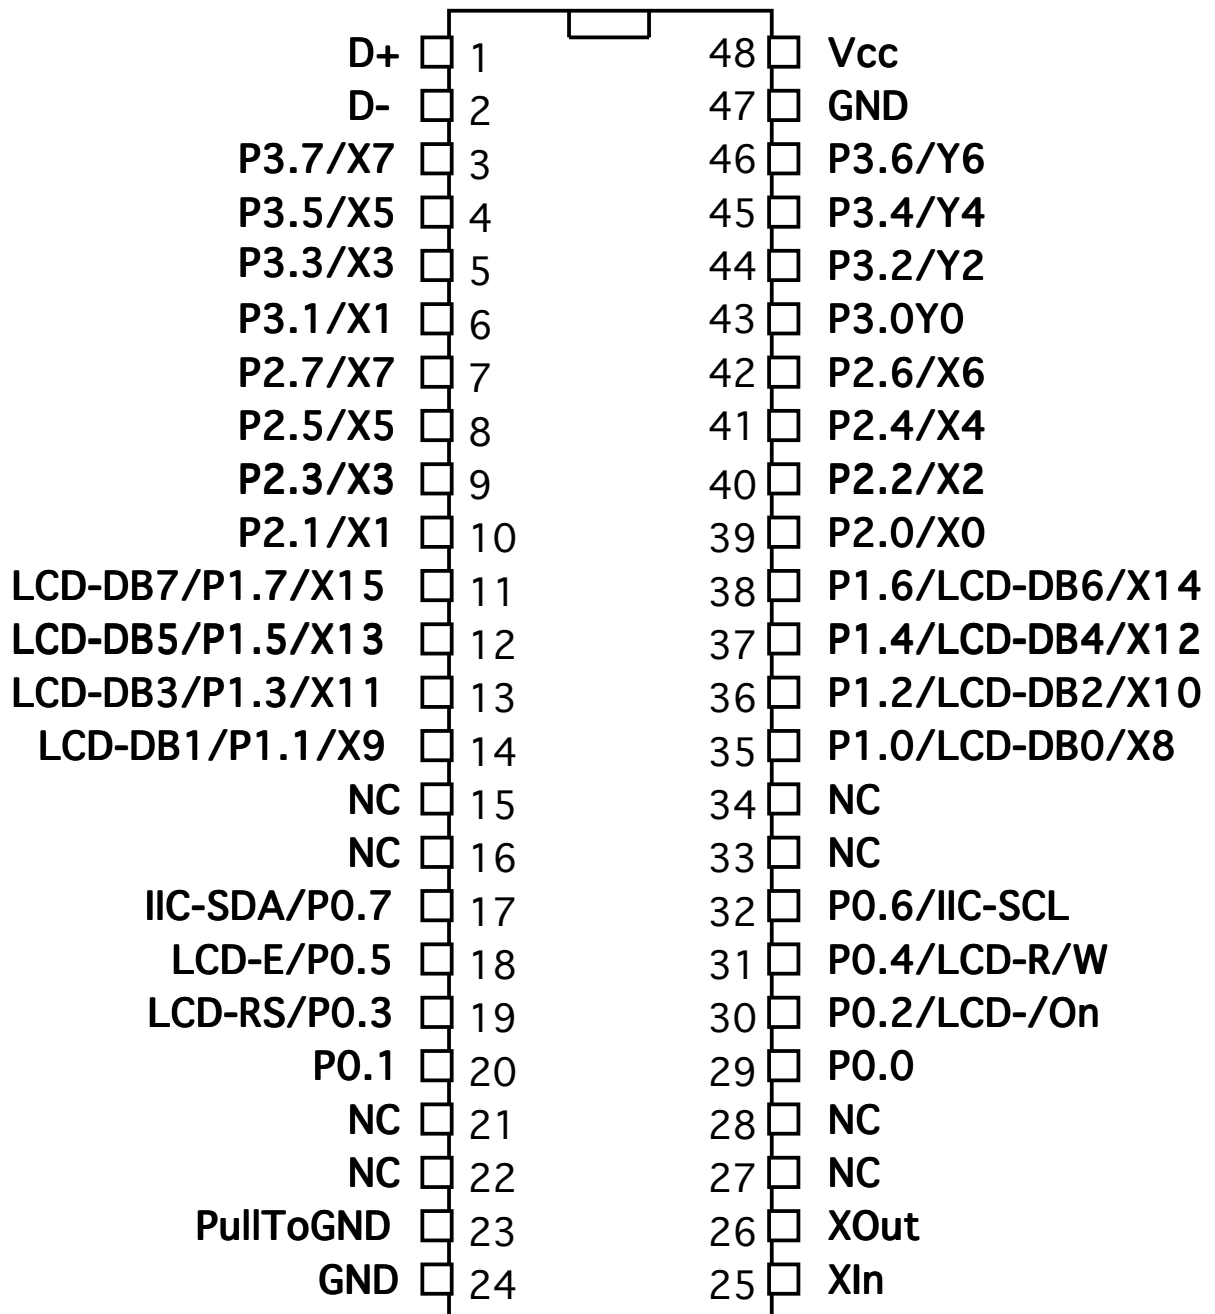 D+ 1 48 Vcc
D- 2 47 GND
P3.7/X7 3 46 P3.6/Y6
P3.5/X5 4 45 P3.4/Y4
P3.3/X3 5 44 P3.2/Y2
P3.1/X1 6 43 P3.0Y0
P2.7/X7 7 42 P2.6/X6
P2.5/X5 8 41 P2.4/X4
P2.3/X3 9 40 P2.2/X2
P2.1/X1 10 39 P2.0/X0
LCD-DB7/P1.7/X15 11 38 P1.6/LCD-DB6/X14
LCD-DB5/P1.5/X13 12 37 P1.4/LCD-DB4/X12
LCD-DB3/P1.3/X11 13 36 P1.2/LCD-DB2/X10
LCD-DB1/P1.1/X9 14 35 P1.0/LCD-DB0/X8
NC 15 34 NC
NC 16 33 NC
IIC-SDA/P0.7 17 32 P0.6/IIC-SCL
LCD-E/P0.5 18 31 P0.4/LCD-R/W
LCD-RS/P0.3 19 30 P0.2/LCD-/On
P0.1 20 29 P0.0
NC 21 28 NC
NC 22 27 NC
PullToGND 23 26 XOut
GND 24 25 XIn